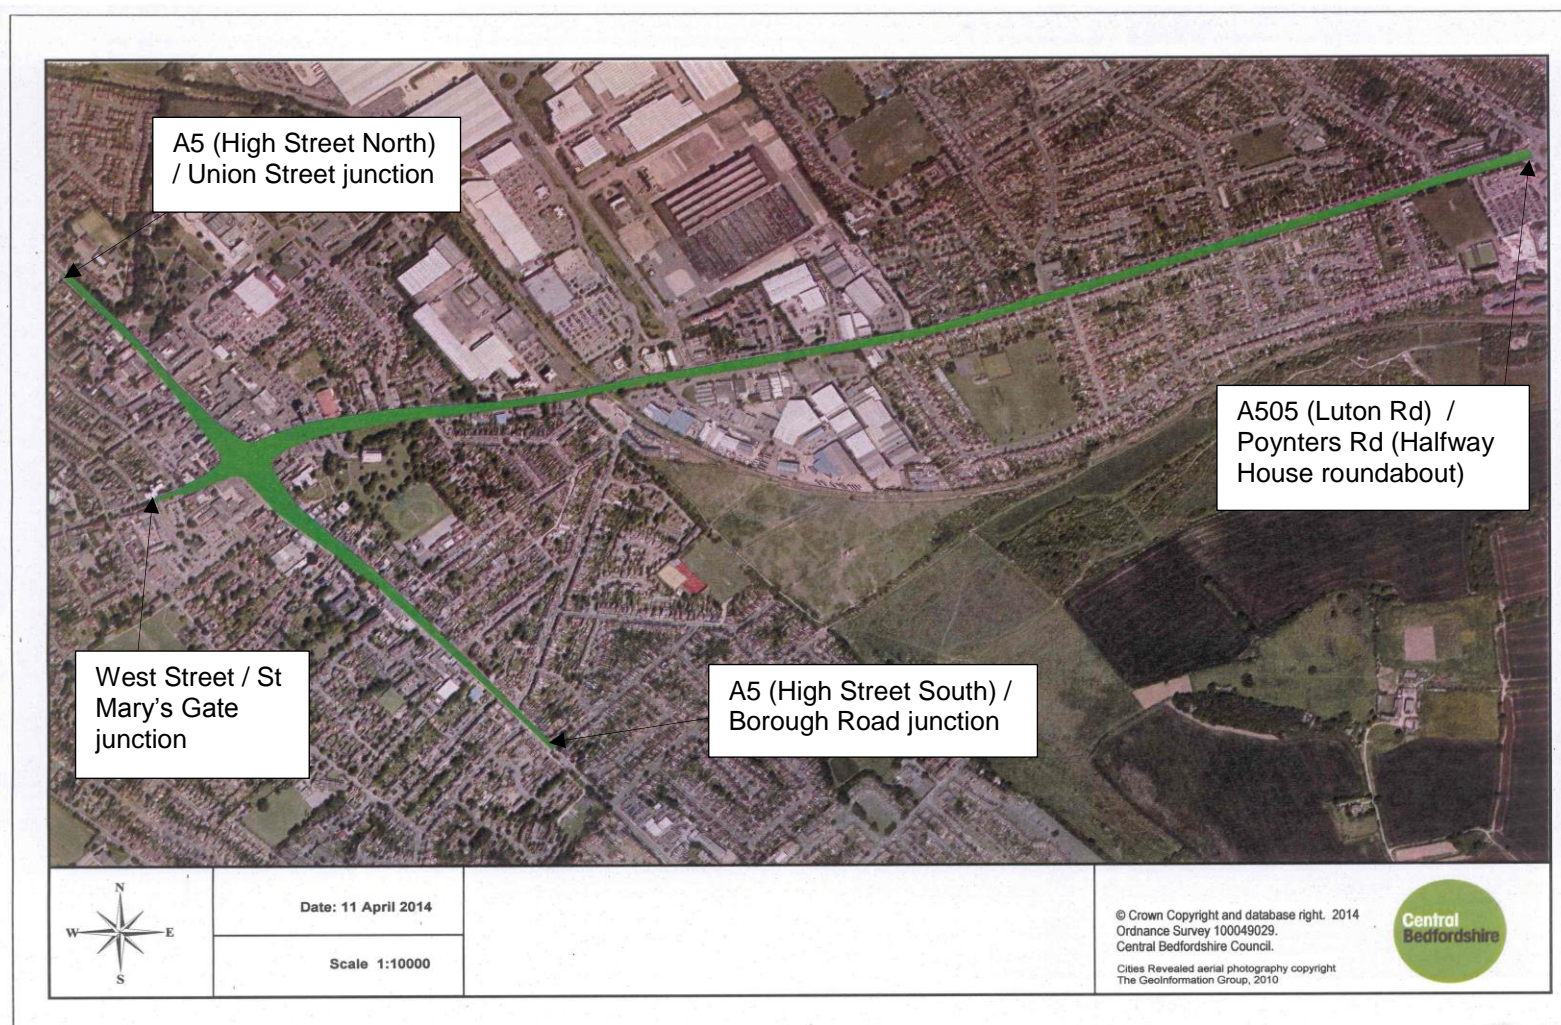 A5 (High Street North)
/ Union Street junction
A505 (Luton Rd)  /
Poynters Rd (Halfway
House roundabout)
West Street / St
Mary’s Gate
junction
A5 (High Street South) /
Borough Road junction
N
W
E
S
Date: 11 April 2014
Scale  1:10000
© Crown Copyright and database right.  2014
Ordnance Survey 100049029.
Central Bedfordshire Council.
Cities Revealed aerial photography copyright
The GeoInformation Group, 2010
Central
Bedfordshire